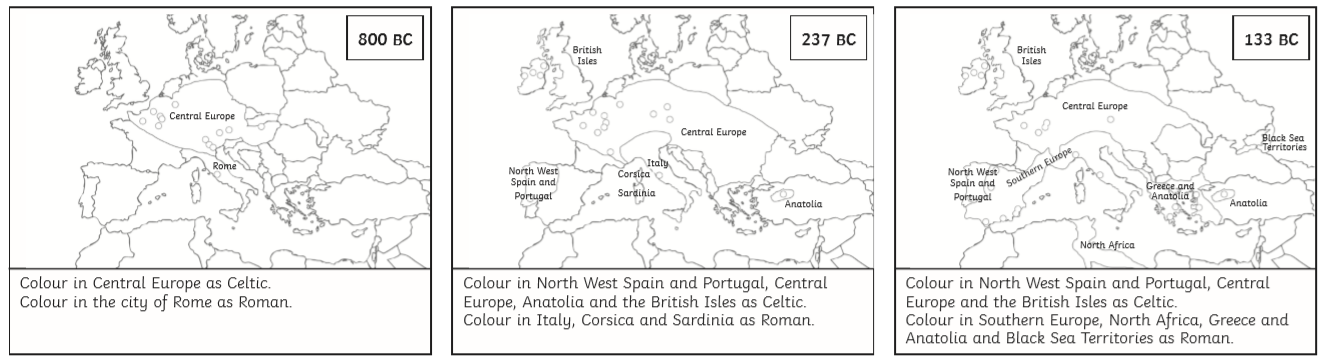 800 BC
Central Europe
Rome
Colour in Central Europe as Celtic.
Colour in the city of Rome as Roman.
237 BC
British
Isles
Central Europe
North West
Spain and
Portugal
Italy
Corsica
Sardinia
Anatolia
Colour in North West Spain and Portugal, Central
Europe, Anatolia and the British Isles as Celtic.
Colour in Italy, Corsica and Sardinia as Roman.
133 BC
British
Isles
Central Europe
Black Sea
Territories
Southern Europe
North West
Spain and
Portugal
Greece and
Anatolia
Anatolia
North Africa
Colour in North West Spain and Portugal, Central
Europe and the British Isles as Celtic.
Colour in Southern Europe, North Africa, Greece and
Anatolia and Black Sea Territories as Roman.